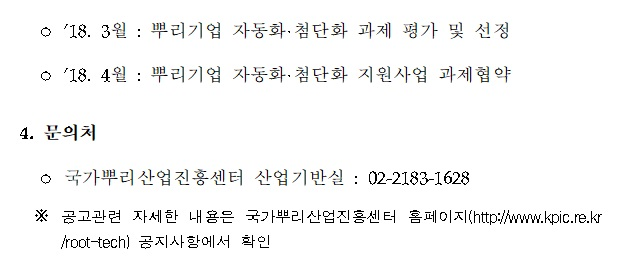 ○ '18. 3월 : 뿌리기업 자동화·첨단화 과제 평가 및 선정
○ '18. 4월 : 뿌리기업 자동화·첨단화 지원사업 과제협약
4. 문의처
○ 국가뿌리산업진흥센터 산업기반실 : 02-2183-1628
※ 공고관련 자세한 내용은 국가뿌리산업진흥센터 홈페이지(http://www.kpic.re.kr
/root-tech) 공지사항에서 확인